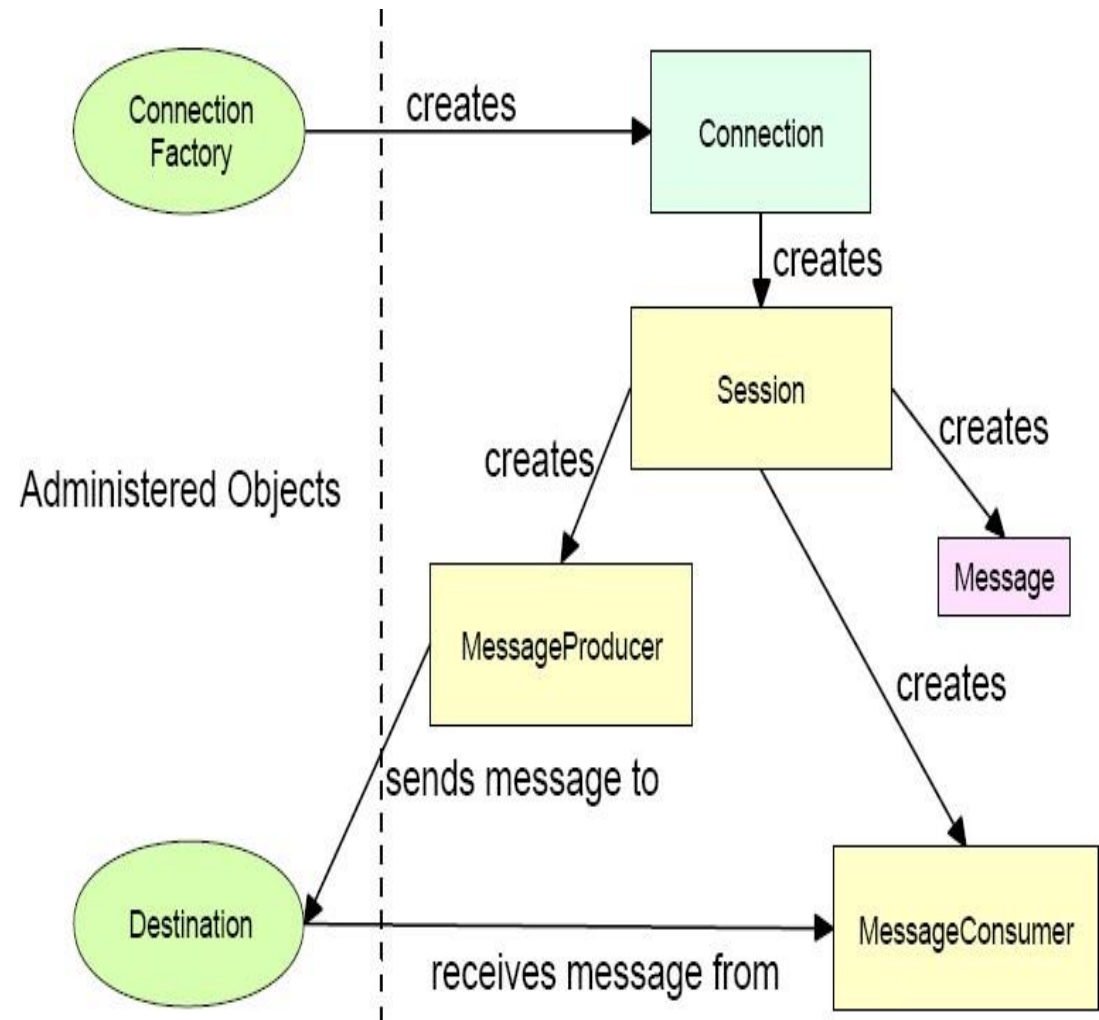 Connection
Factory
creates
Connection
creates
Session
creates
creates
Administered Objects
Message
MessageProducer
creates
sends message to
Destination
MessageConsumer
receives message from